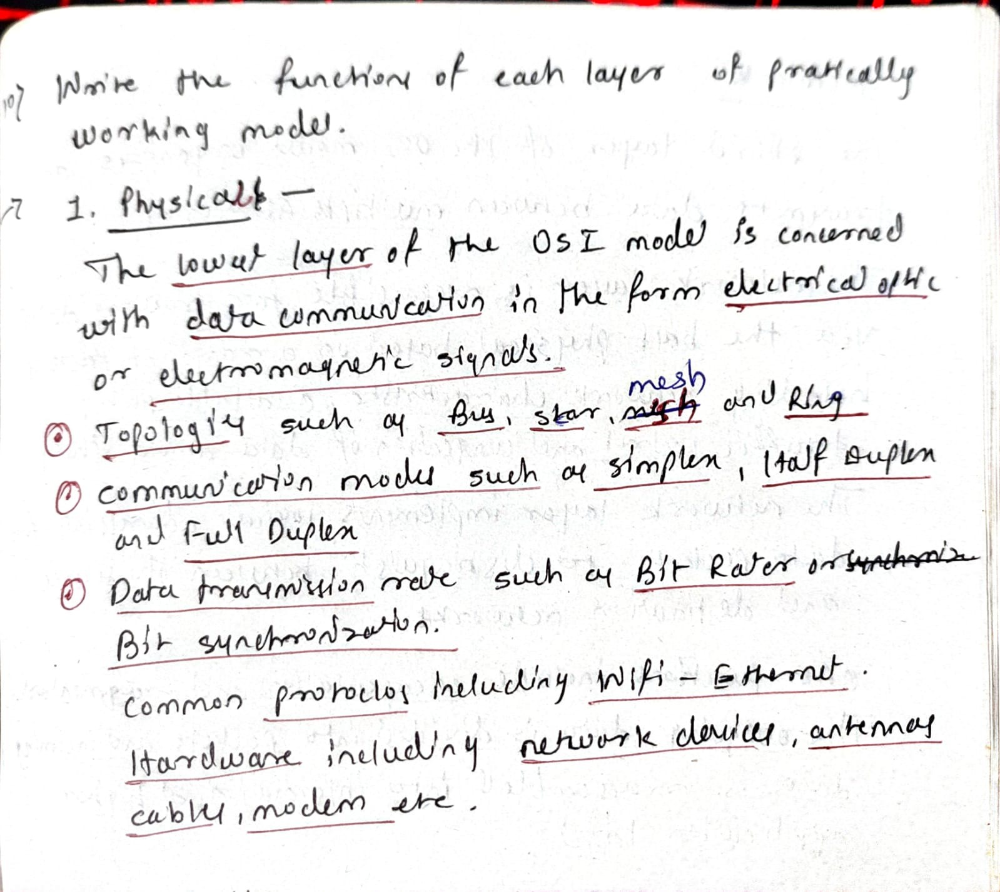 10) Write the functions of each layer of pratically
working model.
→ 1. Physical —
The lowest layer of the OSI model is concerned
with data communication in the form electrical optic
or electromagnetic signals.
mesh
Topologies such as Bus, star, mesh and Ring
communication modes such as simplex, Half Duplex
and Full Duplex
Data transmission rate such as Bit Rates or synchroniz
Bit synchronization.
common protoclos including Wifi - Ethernet.
Hardware including network devices, antennas
cables, modem etc.